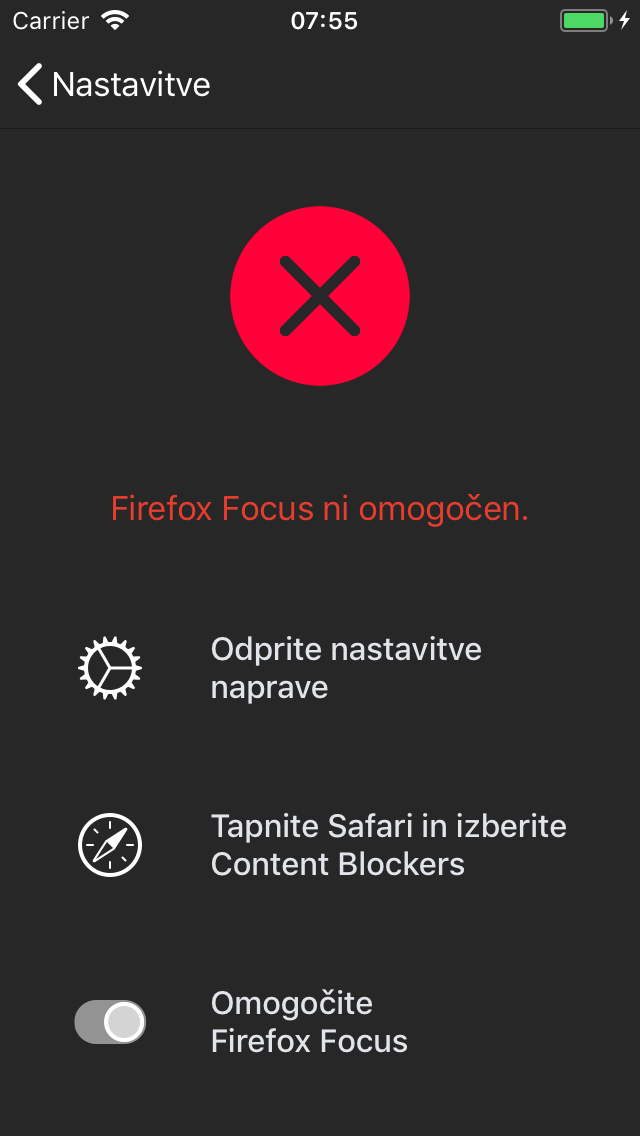 Carrier 07:55
Nastavitve
Firefox Focus ni omogočen.
Odprite nastavitve
naprave
Tapnite Safari in izberite
Content Blockers
Omogočite
Firefox Focus